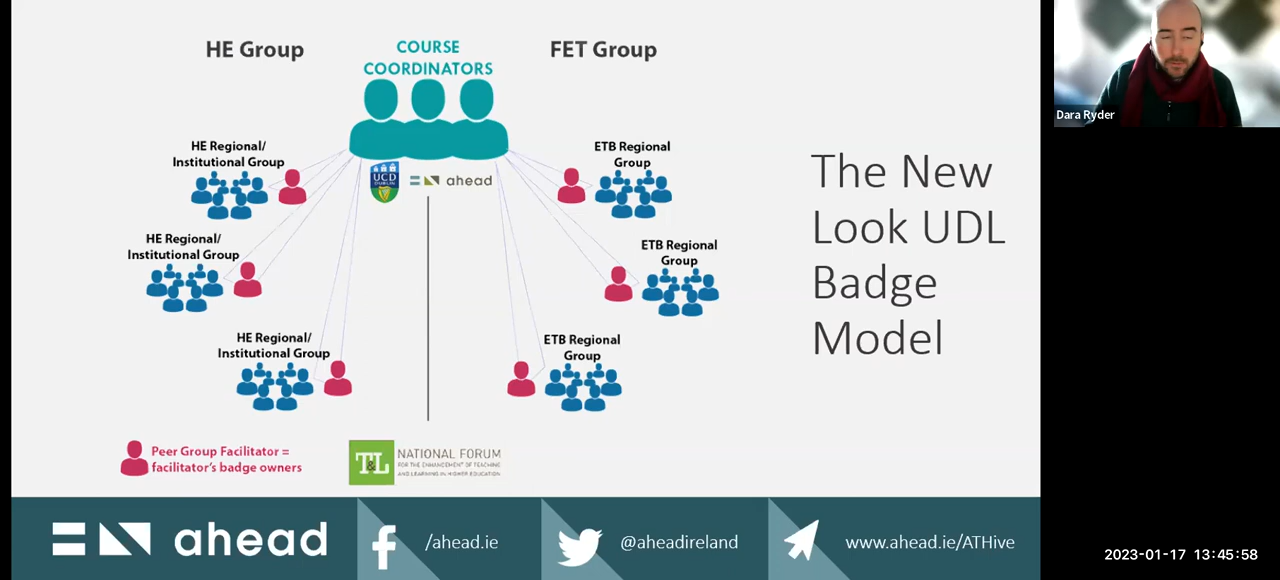 HE Group
COURSE
COORDINATORS
FET Group
HE Regional/
Institutional Group
ETB Regional
Group
UCD
DUBLIN
ahead
HE Regional/
Institutional Group
ETB Regional
Group
HE Regional/
Institutional Group
ETB Regional
Group
Peer Group Facilitator =
facilitator's badge owners
T&L
NATIONAL FORUM
FOR THE ENHANCEMENT OF TEACHING
AND LEARNING IN HIGHER EDUCATION
The New
Look UDL
Badge
Model
ahead
/ahead.ie
@aheadireland
www.ahead.ie/ATHive
Dara Ryder
2023-01-17 13:45:58